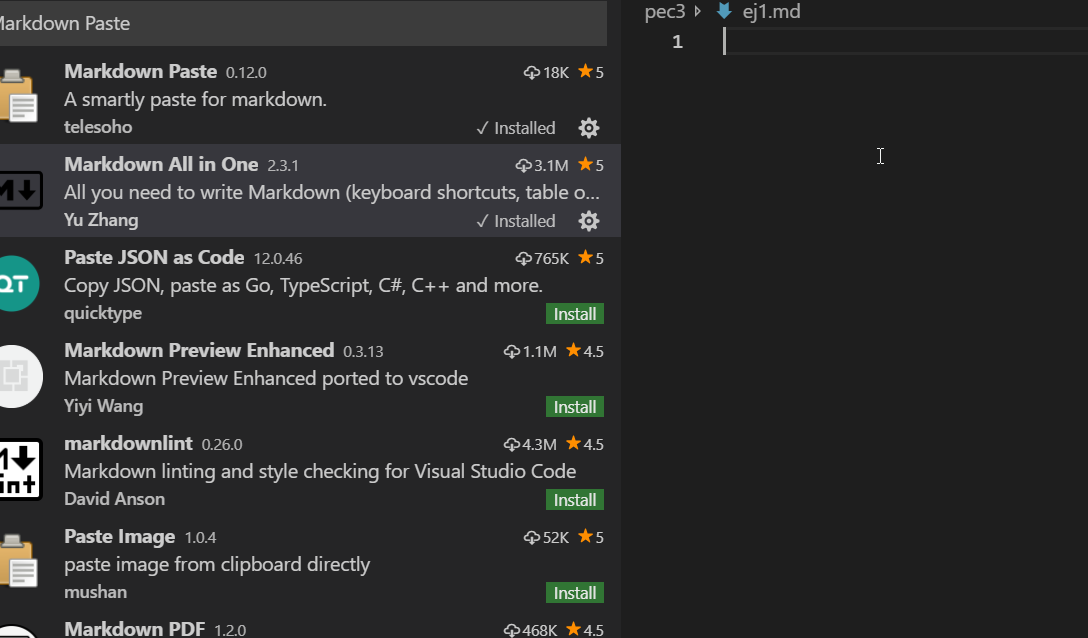 Markdown Paste
Markdown Paste 0.12.0 18K 5
A smartly paste for markdown.
telesoho ✓ Installed
Markdown All in One 2.3.1 3.1M 5
All you need to write Markdown (keyboard shortcuts, table o...
Yu Zhang ✓ Installed
Paste JSON as Code 12.0.46 765K 5
Copy JSON, paste as Go, TypeScript, C#, C++ and more.
quicktype Install
QT
Markdown Preview Enhanced 0.3.13 1.1M 4.5
Markdown Preview Enhanced ported to vscode
Yiyi Wang Install
markdownlint 0.26.0 4.3M 4.5
Markdown linting and style checking for Visual Studio Code
David Anson Install
Paste Image 1.0.4 52K 5
paste image from clipboard directly
mushan Install
Markdown PDF 1.2.0 468K 4.5
pec3 > ej1.md
1